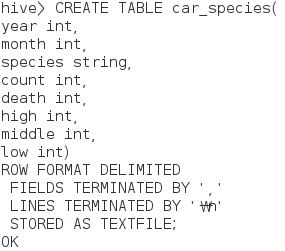 hive> CREATE TABLE car_species(
year int,
month int,
species string,
count int,
death int,
high int,
middle int,
low int)
ROW FORMAT DELIMITED
FIELDS TERMINATED BY ','
LINES TERMINATED BY '₩n'
STORED AS TEXTFILE;
OK